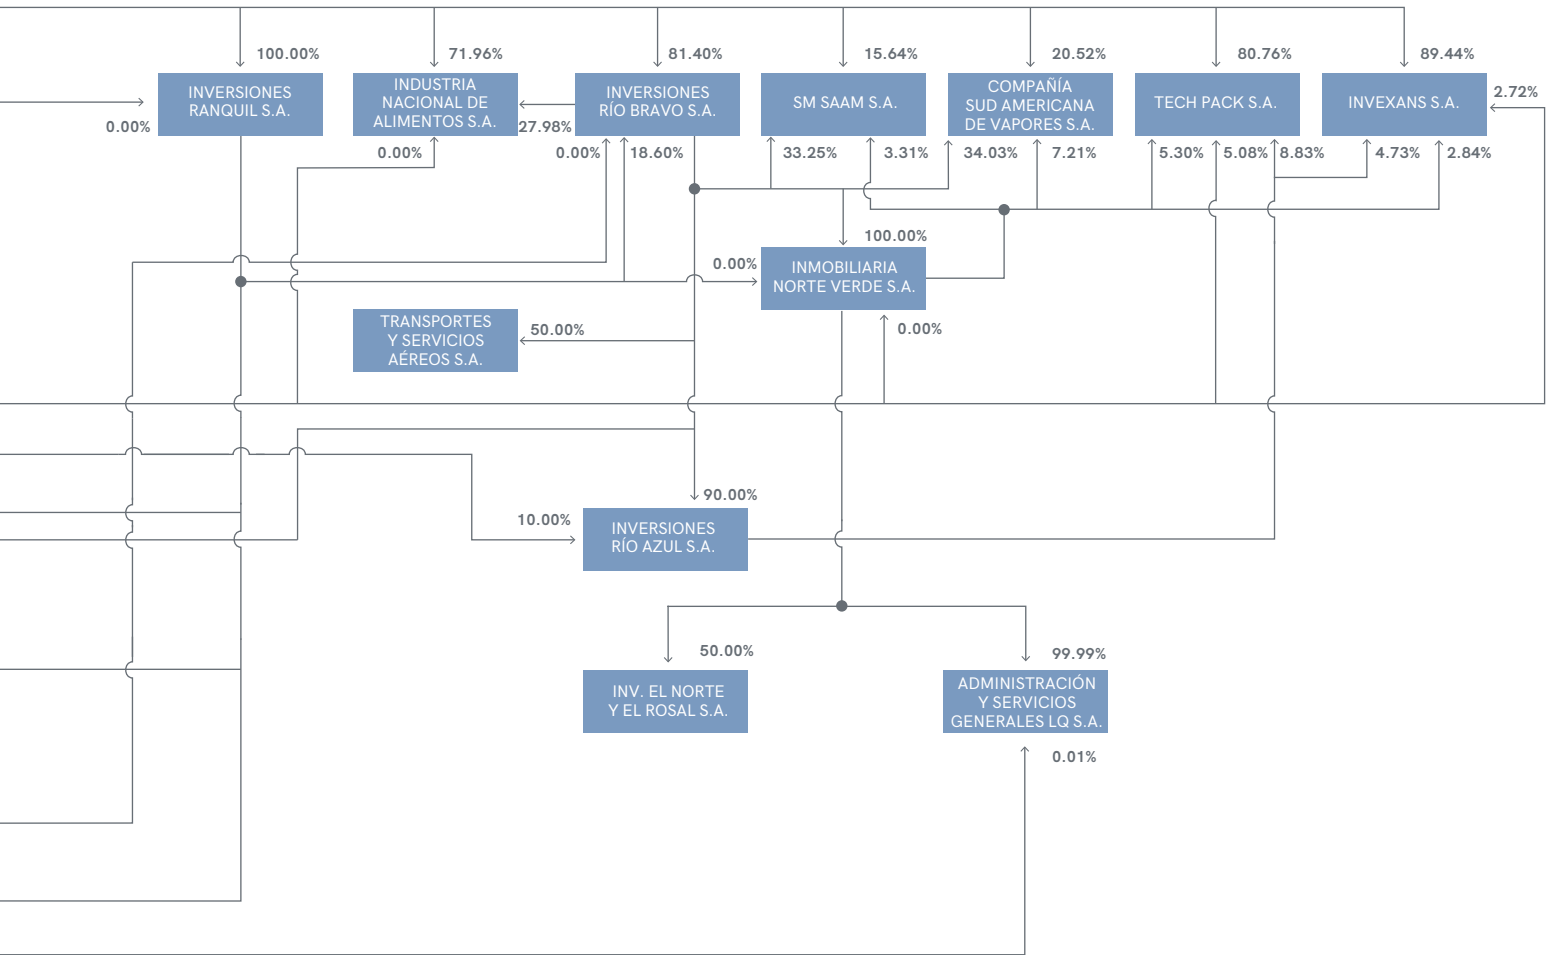 100.00%
71.96%
81.40%
15.64%
20.52%
80.76%
89.44%
INVERSIONES
RANQUIL S.A.
INDUSTRIA
NACIONAL DE
ALIMENTOS S.A.
INVERSIONES
RÍO BRAVO S.A.
SM SAAM S.A.
COMPAÑÍA
SUD AMERICANA
DE VAPORES S.A.
TECH PACK S.A.
INVEXANS S.A.
2.72%
0.00%
27.98%
0.00%
0.00%
18.60%
33.25%
3.31%
34.03%
7.21%
5.30%
5.08%
8.83%
4.73%
2.84%
100.00%
0.00%
INMOBILIARIA
NORTE VERDE S.A.
TRANSPORTES
Y SERVICIOS
AÉREOS S.A.
50.00%
0.00%
90.00%
10.00%
INVERSIONES
RÍO AZUL S.A.
50.00%
99.99%
INV. EL NORTE
Y EL ROSAL S.A.
ADMINISTRACIÓN
Y SERVICIOS
GENERALES LQ S.A.
0.01%